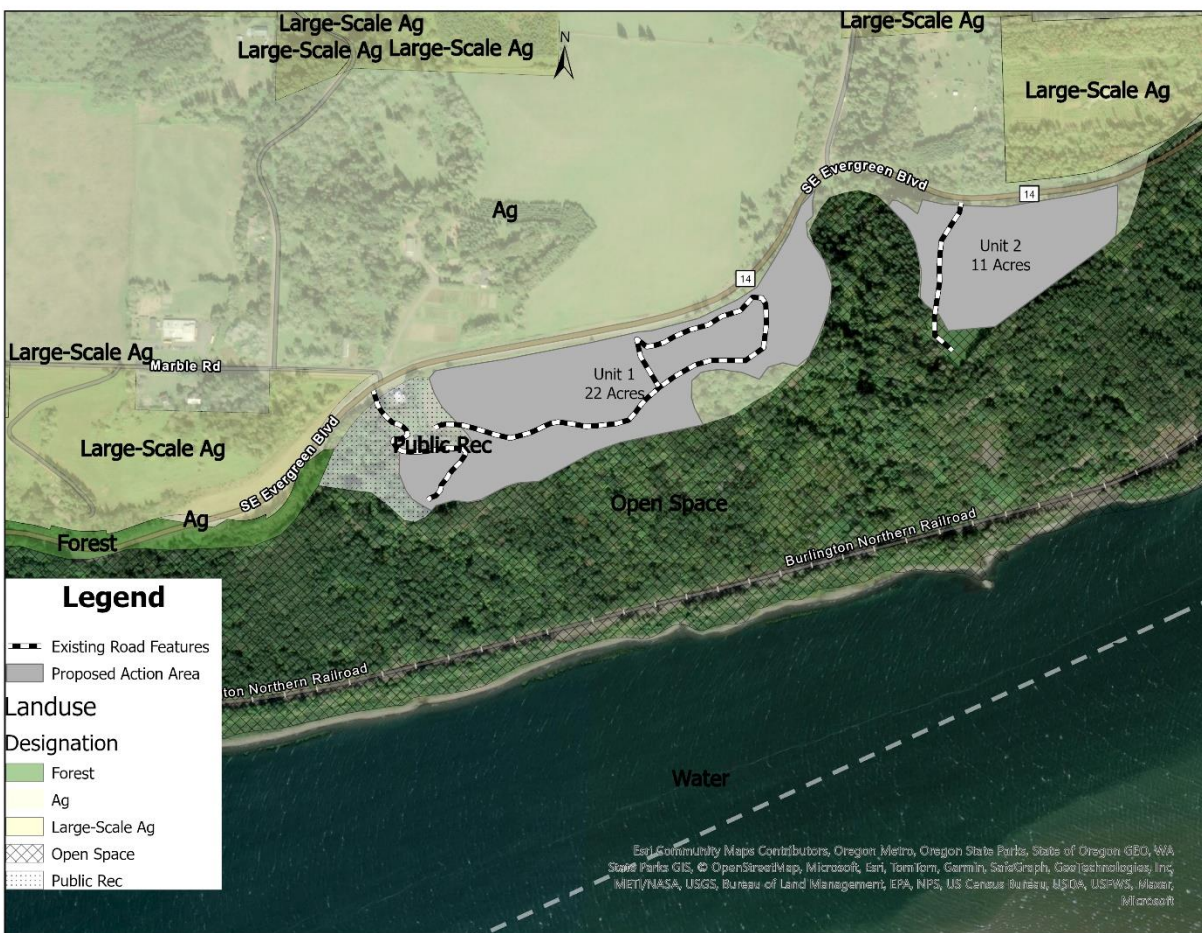 Large-Scale Ag
Large-Scale Ag
Large-Scale Ag
Large-Scale Ag
N
Large-Scale Ag
SE Evergreen Blvd
14
Ag
Unit 2
11 Acres
14
Large-Scale Ag
Marble Rd
Unit 1
22 Acres
Large-Scale Ag
Public Rec
SE Evergreen Blvd
Open Space
Ag
Forest
Burlington Northern Railroad
ton Northern Railroad
Water
Legend
Existing Road Features
Proposed Action Area
Landuse
Designation
Forest
Ag
Large-Scale Ag
Open Space
Public Rec
Esri Community Maps Contributors, Oregon Metro, Oregon State Parks, State of Oregon GEO, WA
State Parks GIS, © OpenStreetMap, Microsoft, Esri, TomTom, Garmin, SafeGraph, GeoTechnologies, Inc,
METI/NASA, USGS, Bureau of Land Management, EPA, NPS, US Census Bureau, USDA, USFWS, Maxar,
Microsoft